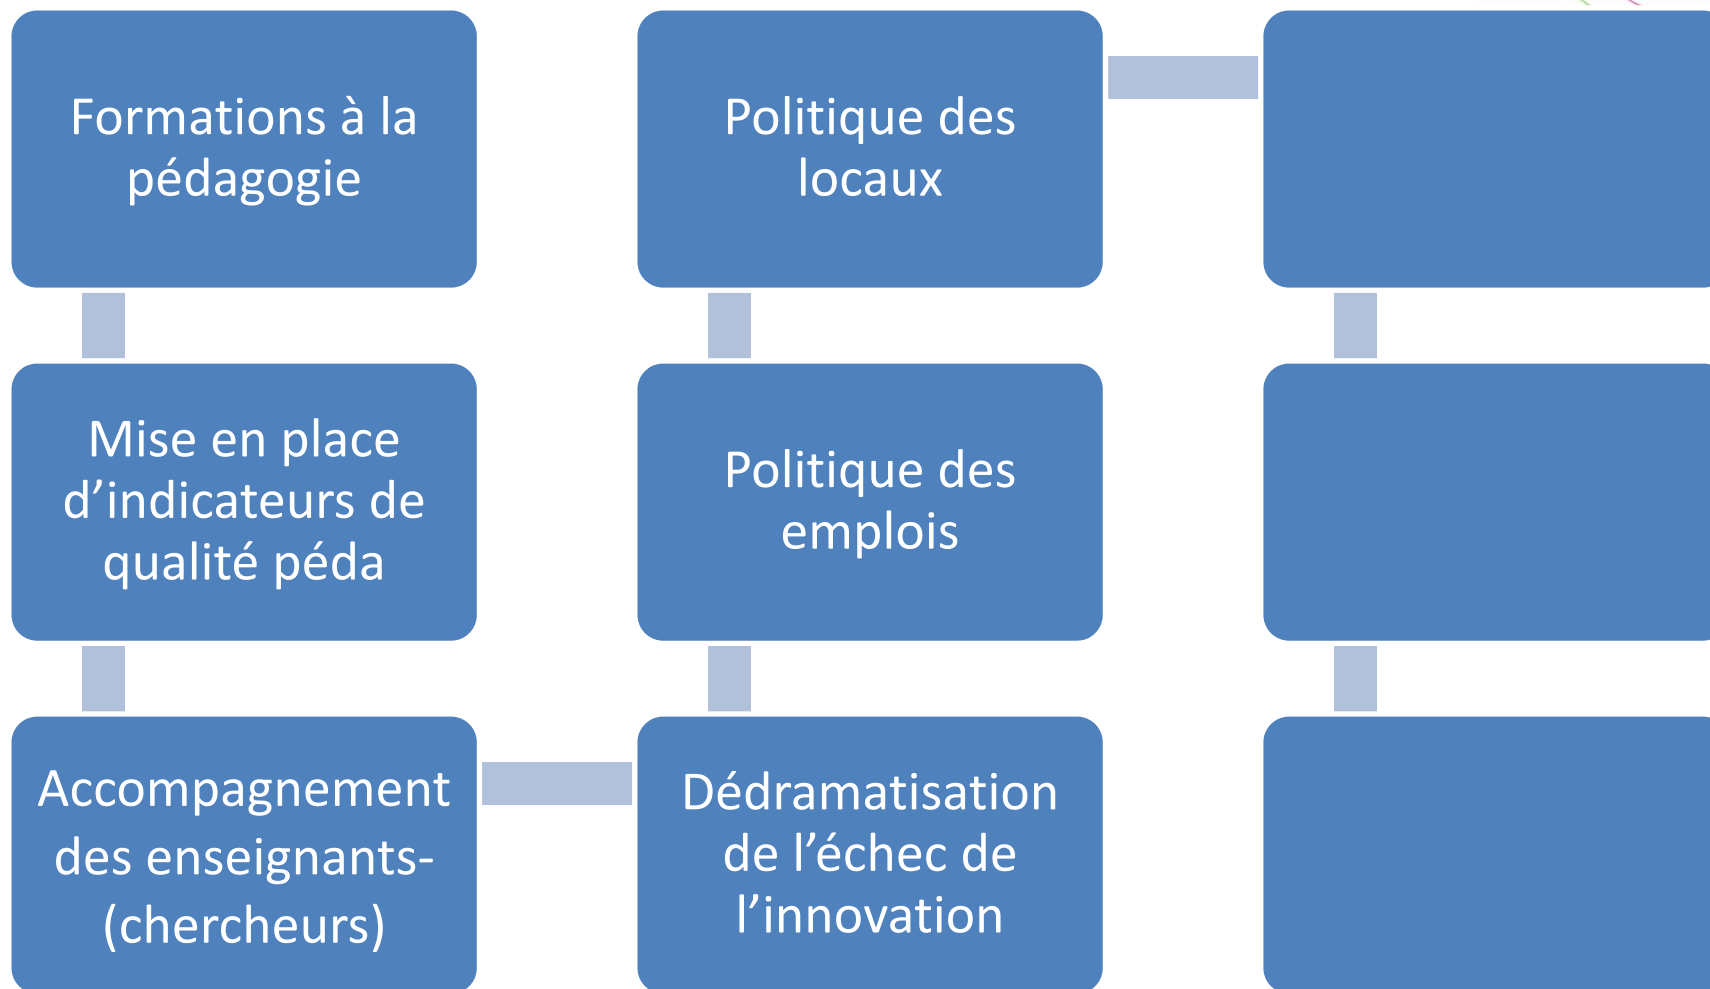 Formations à la
pédagogie
Mise en place
d’indicateurs de
qualité péda
Accompagnement
des enseignants-
(chercheurs)
Dédramatisation
de l’échec de
l’innovation
Politique des
emplois
Politique des
locaux